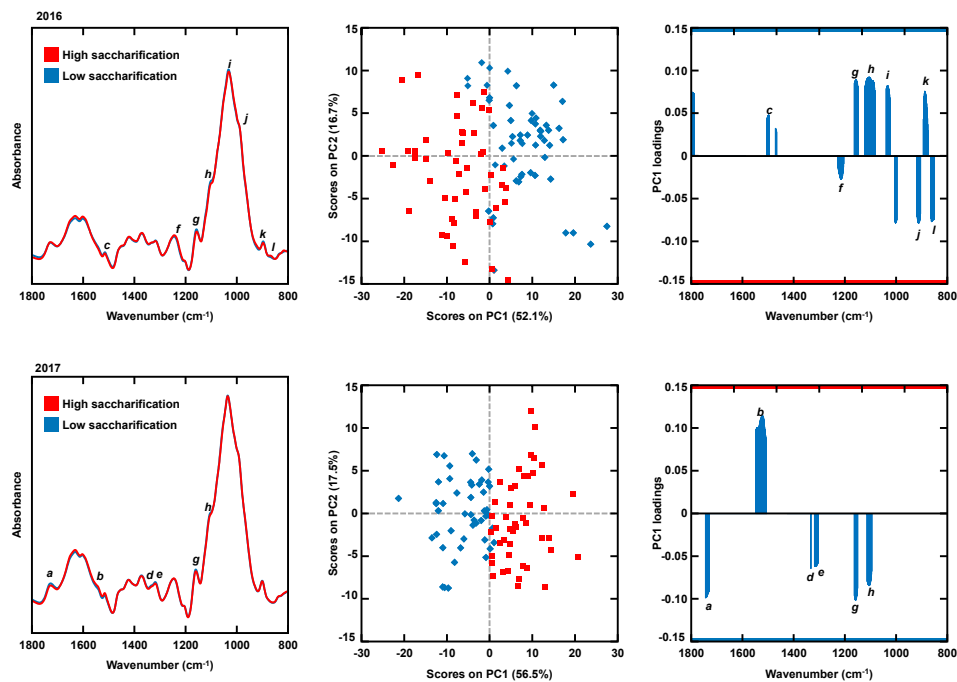 2016
High saccharification
Low saccharification
i
j
h
g
f
c
k
l
Absorbance
1800 1600 1400 1200 1000 800
Wavenumber (cm-1)
15
10
5
0
-5
-10
15
Scores on PC2 (16.7%)
-30 -20 -10 0 10 20 30
Scores on PC1 (52.1%)
0.15
0.10
0.05
0
-0.05
-0.10
-0.15
PC1 loadings
c
g
h
i
k
f
j
l
1800 1600 1400 1200 1000 800
Wavenumber (cm-1)
2017
High saccharification
Low saccharification
h
g
a
b
d
e
Absorbance
1800 1600 1400 1200 1000 800
Wavenumber (cm-1)
15
10
5
0
-5
-10
-15
Scores on PC2 (17.5%)
-30 -20 -10 0 10 20 30
Scores on PC1 (56.5%)
0.15
0.10
0.05
0
-0.05
-0.10
-0.15
PC1 loadings
b
d
e
a
g
h
1800 1600 1400 1200 1000 800
Wavenumber (cm-1)